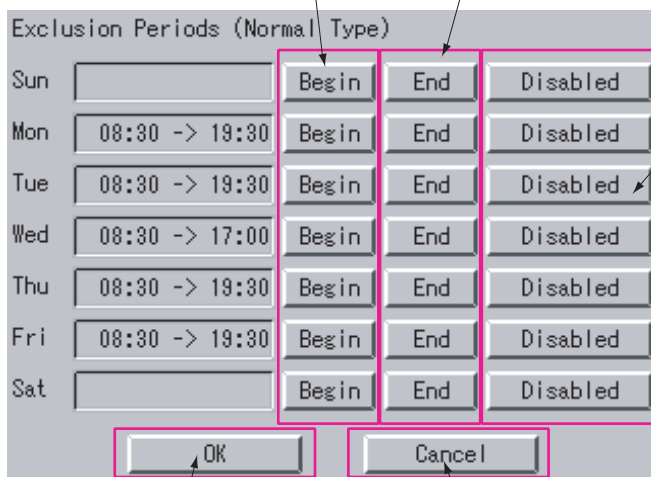 Exclusion Periods (Normal Type)
Sun Begin End Disabled
Mon 08:30 -> 19:30 Begin End Disabled
Tue 08:30 -> 19:30 Begin End Disabled
Wed 08:30 -> 17:00 Begin End Disabled
Thu 08:30 -> 19:30 Begin End Disabled
Fri 08:30 -> 19:30 Begin End Disabled
Sat Begin End Disabled
OK Cancel